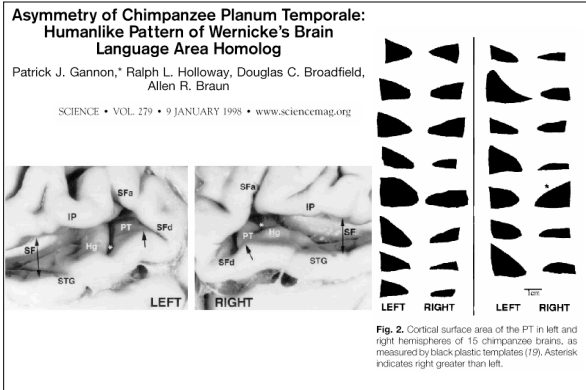 Asymmetry of Chimpanzee Planum Temporale:
Humanlike Pattern of Wernicke's Brain
Language Area Homolog
Patrick J. Gannon,* Ralph L. Holloway, Douglas C. Broadfield,
Allen R. Braun
SCIENCE • VOL. 279 • 9 JANUARY 1998 • www.sciencemag.org
SFa
IP
PT
SFd
SF
Hg
*
STG
LEFT
SFa
IP
*
PT
Hg
SF
SFd
STG
RIGHT
*
1cm
LEFT RIGHT LEFT RIGHT
Fig. 2. Cortical surface area of the PT in left and
right hemispheres of 15 chimpanzee brains, as
measured by black plastic templates (19). Asterisk
indicates right greater than left.